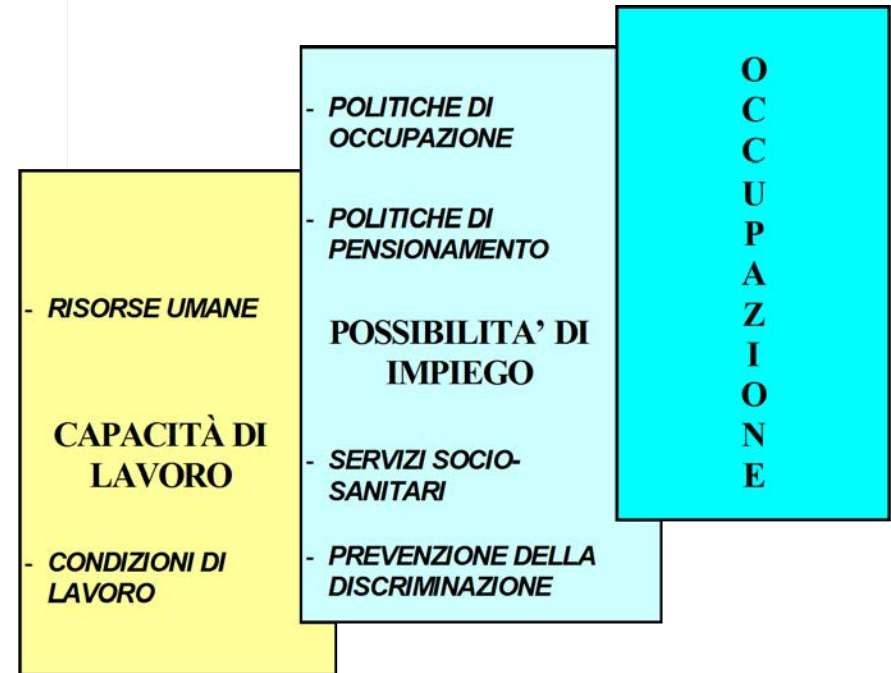 - RISORSE UMANE
CAPACITÀ DI
LAVORO
- CONDIZIONI DI
LAVORO
- POLITICHE DI
OCCUPAZIONE
- POLITICHE DI
PENSIONAMENTO
POSSIBILITA’ DI
IMPIEGO
- SERVIZI SOCIO-
SANITARI
- PREVENZIONE DELLA
DISCRIMINAZIONE
O
C
C
U
P
A
Z
I
O
N
E